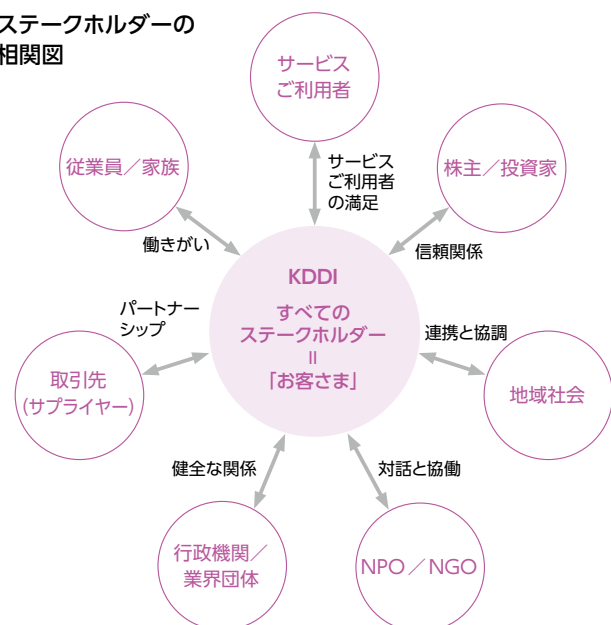 ステークホルダーの
相関図
サービス
ご利用者
従業員／家族
株主／投資家
サービス
ご利用者
の満足
働きがい
信頼関係
KDDI
すべての
ステークホルダー
＝
「お客さま」
パートナー
シップ
連携と協調
取引先
(サプライヤー)
地域社会
健全な関係
対話と協働
行政機関／
業界団体
NPO／NGO